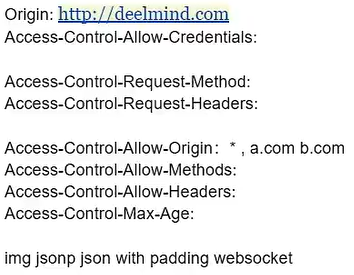 Origin: http://deelmind.com
Access-Control-Allow-Credentials:
Access-Control-Request-Method:
Access-Control-Request-Headers:
Access-Control-Allow-Origin: * , a.com b.com
Access-Control-Allow-Methods:
Access-Control-Allow-Headers:
Access-Control-Max-Age:
img jsonp json with padding websocket